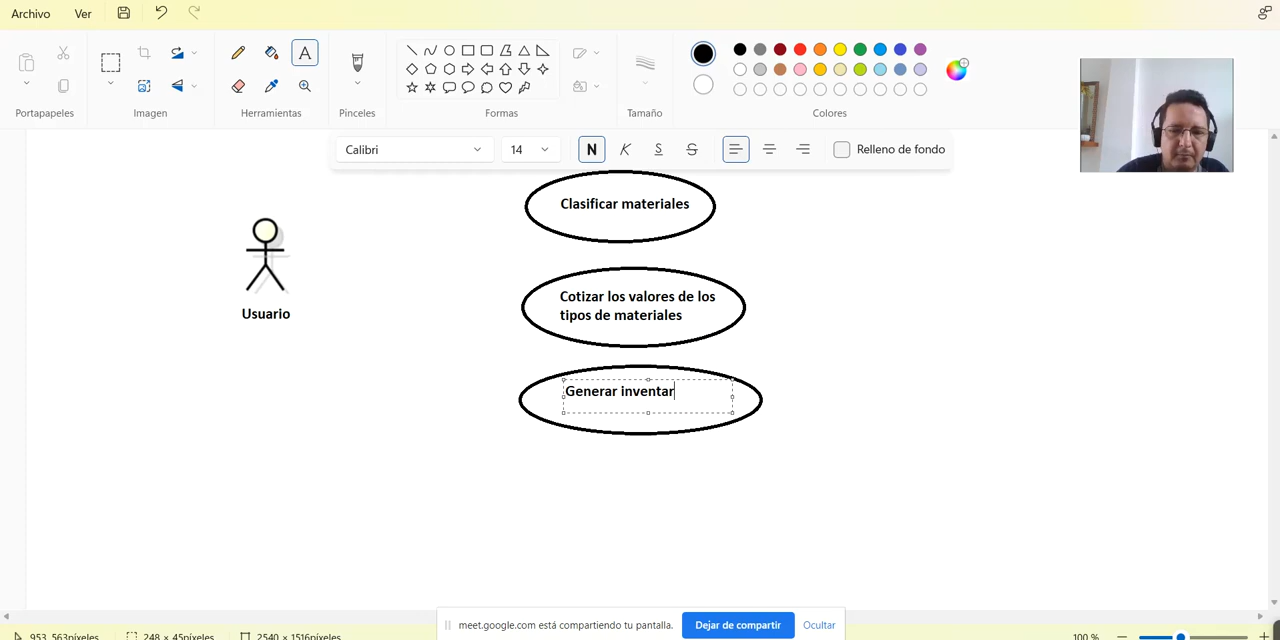 Archivo Ver
Portapapeles Imagen Herramientas Pinceles Formas Tamaño Colores
Calibri 14 N K S S Relleno de fondo
Clasificar materiales
Usuario
Cotizar los valores de los
tipos de materiales
Generar inventar
meet.google.com está compartiendo tu pantalla. Dejar de compartir Ocultar
953, 563píxeles 248 × 45píxeles 2540 × 1516píxeles 100 %